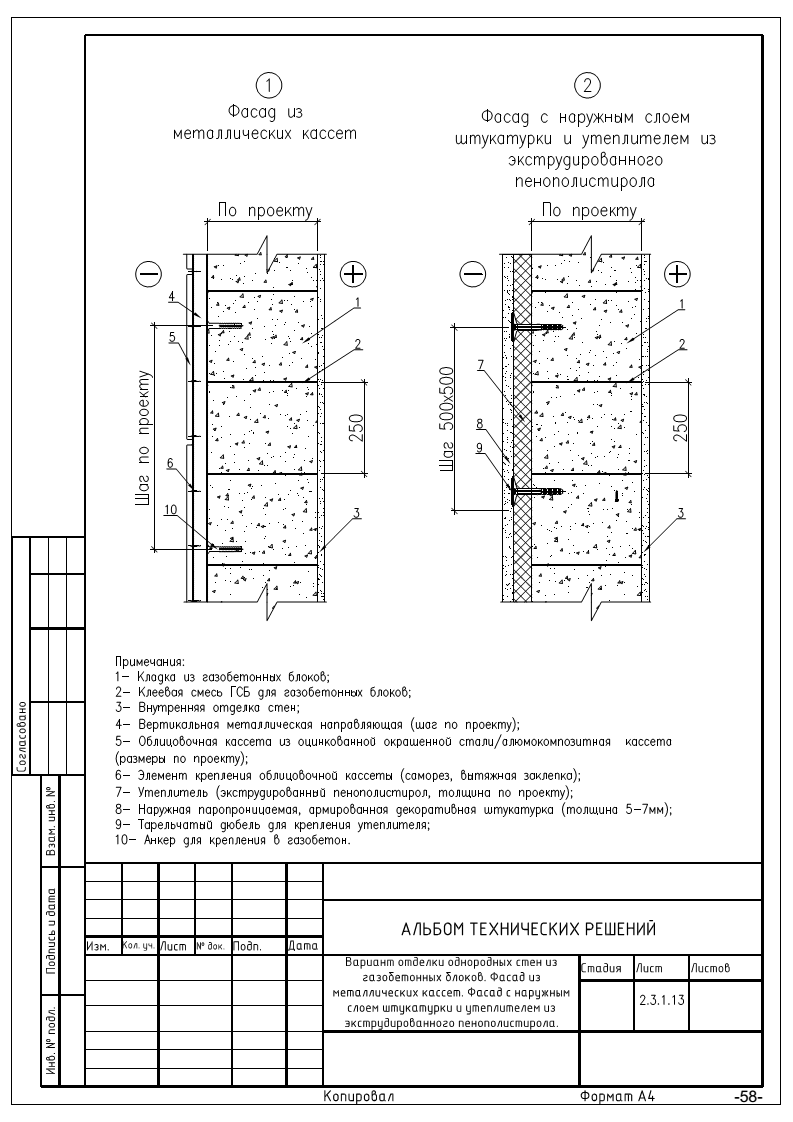 1
Фасад из
металлических кассет
2
Фасад с наружным слоем
штукатурки и утеплителем из
экструдированного
пенополистирола
По проекту
По проекту
− +
− +
4
1
5
2
Шаг по проекту
250
6
10
3
1
2
7
Шаг 500х500
8
250
9
3
Примечания:
1– Кладка из газобетонных блоков;
2– Клеевая смесь ГСБ для газобетонных блоков;
3– Внутренняя отделка стен;
4– Вертикальная металлическая направляющая (шаг по проекту);
5– Облицовочная кассета из оцинкованной окрашенной стали/алюмокомпозитная кассета
(размеры по проекту);
6– Элемент крепления облицовочной кассеты (саморез, вытяжная заклепка);
7– Утеплитель (экструдированный пенополистирол, толщина по проекту);
8– Наружная паропроницаемая, армированная декоративная штукатурка (толщина 5–7мм);
9– Тарельчатый дюбель для крепления утеплителя;
10– Анкер для крепления в газобетон.
Согласовано
Взам. инв. №
Подпись и дата
Инв. № подл.
АЛЬБОМ ТЕХНИЧЕСКИХ РЕШЕНИЙ
Изм. Кол. уч. Лист № док. Подп. Дата
Вариант отделки однородных стен из
газобетонных блоков. Фасад из
металлических кассет. Фасад с наружным
слоем штукатурки и утеплителем из
экструдированного пенополистирола.
Стадия Лист Листов
2.3.1.13
Копировал Формат А4 -58-